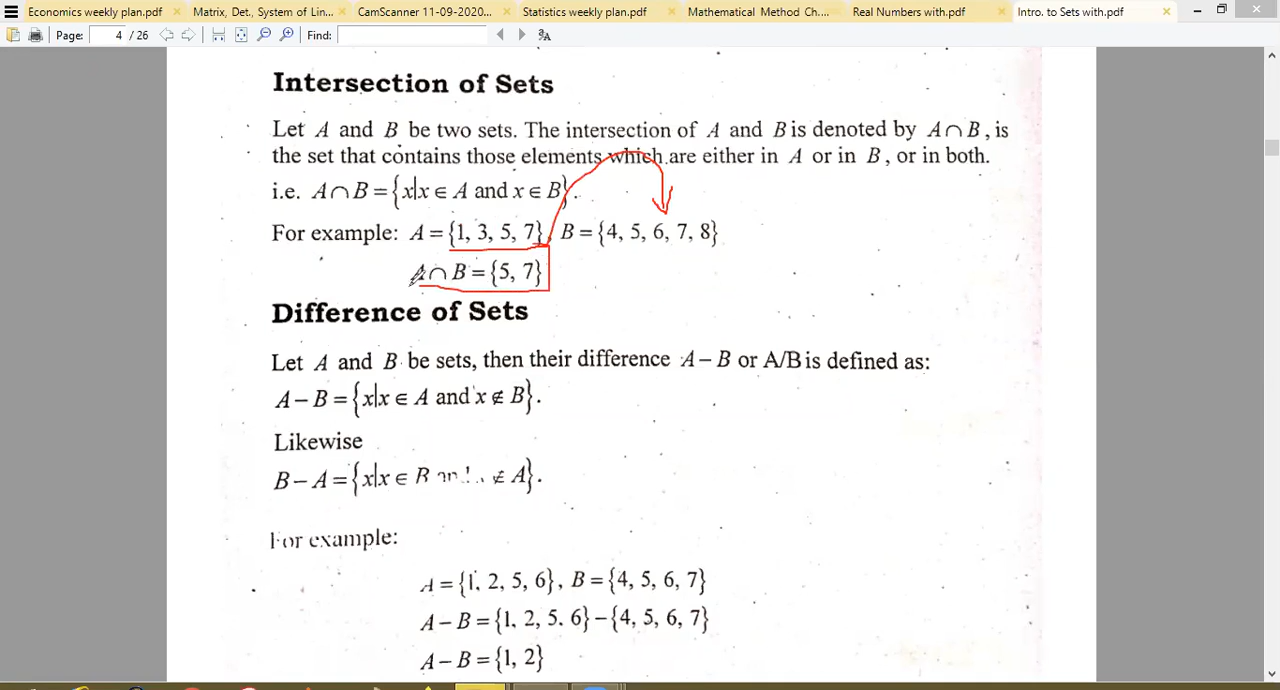 Economics weekly plan.pdf
Matrix, Det., System of Lin...
CamScanner 11-09-2020...
Statistics weekly plan.pdf
Mathematical Method Ch....
Real Numbers with.pdf
Intro. to Sets with.pdf
Page: 4 / 26
Find:
Intersection of Sets
Let A and B be two sets. The intersection of A and B is denoted by A∩B, is
the set that contains those elements which are either in A or in B, or in both.
i.e. A∩B={x|x∈A and x∈B}.
For example: A={1, 3, 5, 7}, B={4, 5, 6, 7, 8}
A∩B={5, 7}
Difference of Sets
Let A and B be sets, then their difference A−B or A/B is defined as:
A−B={x|x∈A and x∉B}.
Likewise
B−A={x|x∈B ∉A}.
For example:
A={1, 2, 5, 6}, B={4, 5, 6, 7}
A−B={1, 2, 5. 6}−{4, 5, 6, 7}
A−B={1, 2}